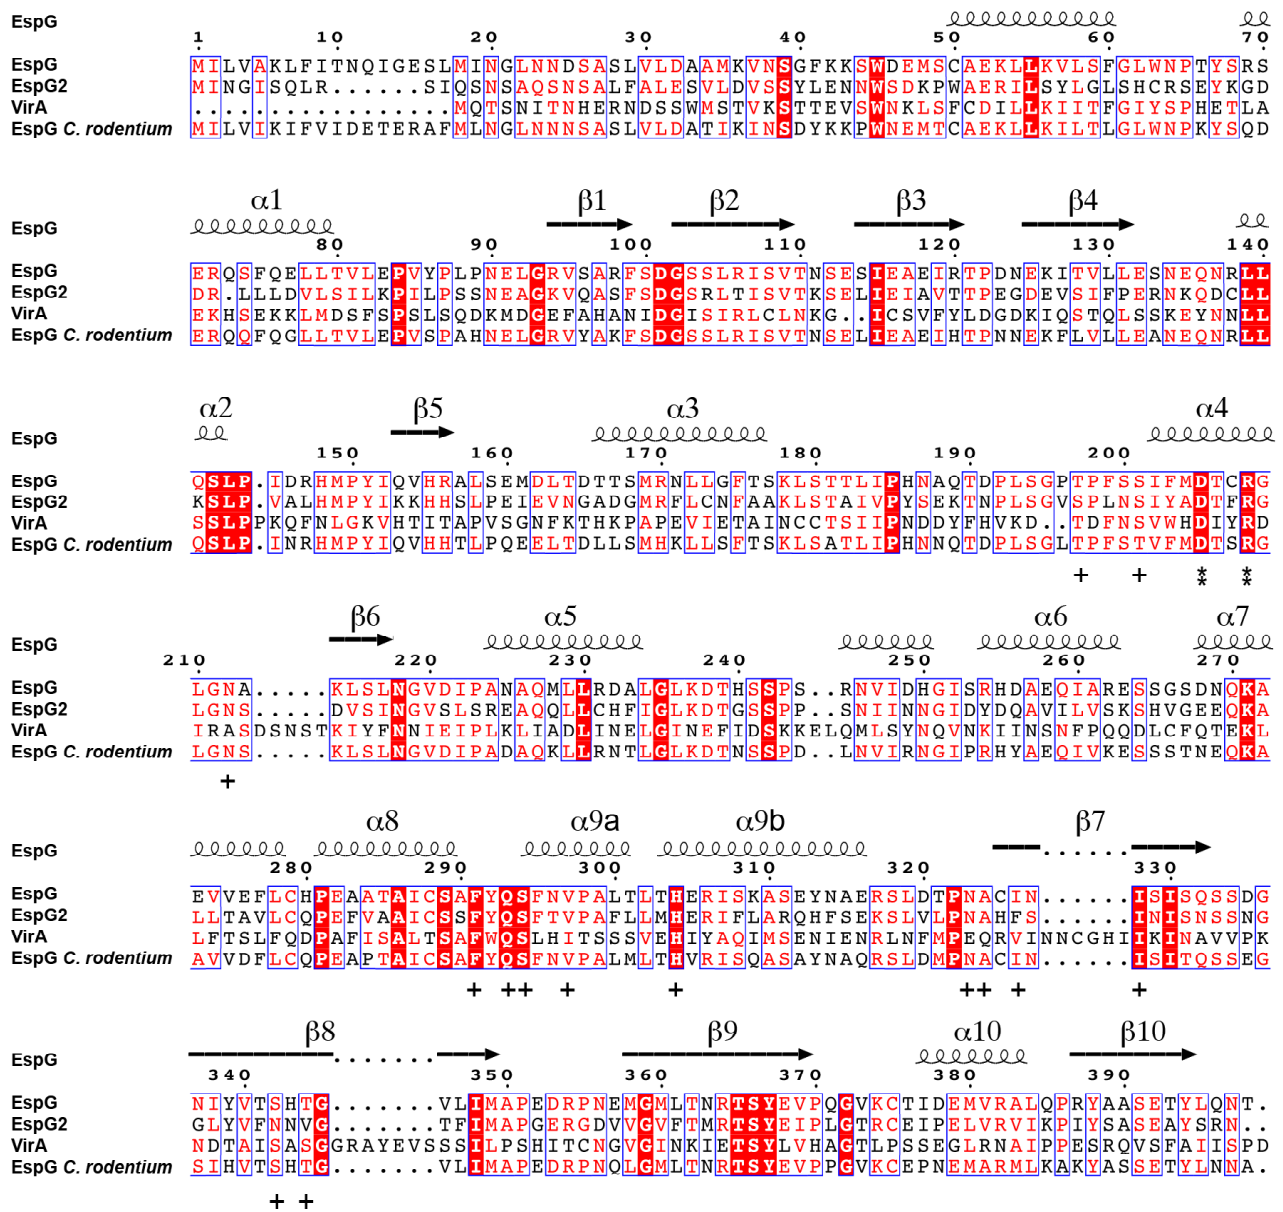 EspG
1 10 20 30 40 50 60 70
EspG MILVAKLFITNQIGESLMINGLNNDSASLVLDAAMKVNSGFKKSWDEMSCAEKLLKVLSFGLWNPTYSRS
EspG2 MINGISQLR......SIQSNSAQSNSALFALESVLDVSSYLENNWSDKPWAERILSYLGLSHCRSEYKGD
VirA .................MQTSNITNHERNDSSWMSTVKSTTEVSWNKLSFCDILLKIITFGIYSPHETLA
EspG C. rodentium MILVIKIFVIDETERAFMLNGLNNNSASLVLDATIKINSDYKKPWNEMTCAEKLLKILTLGLWNPKYSQD
α1 β1 β2 β3 β4
EspG
80 90 100 110 120 130 140
EspG ERQSFQELLTVLEPVYPLPNELGRVSARFSDGSSLRISVTNSESIEAEIRTPDNEKITVLLESNEQNRLL
EspG2 DR.LLLDVLSILKPILPSSNEAGKVQASFSDGSRLTISVTKSELIEIAVTTPEGDEVSIFPERNKQDCLL
VirA EKHSEKKLMDSFSPSLSQDKMDGEFAHANIDGISIRLCLNKG..ICSVFYLDGDKIQSTQLSSKEYNNLL
EspG C. rodentium ERQQFQGLLTVLEPVSPAHNELGRVYAKFSDGSSLRISVTNSELIEAEIHTPNNEKFLVLLEANEQNRLL
α2 β5 α3 α4
EspG
150 160 170 180 190 200
EspG QSLP.IDRHMPYIQVHRALSEMDLTDTTSMRNLLGFTSKLSTTLIPHNAQTDPLSGPTPFSSIFMDTCRG
EspG2 KSLP.VALHMPYIKKHHSLPEIEVNGADGMRFLCNFAAKLSTAIVPYSEKTNPLSGVSPLNSIYADTFRG
VirA SSLPPKQFNLGKVHTITAPVSGNFKTHKPAPEVIETAINCCTSIIPNDDYFHVKD..TDFNSVWHDIYRD
EspG C. rodentium QSLP.INRHMPYIQVHHTLPQEELTDLLSMHKLLSFTSKLSATLIPHNNQTDPLSGLTPFSTVFMDTSRG
+ + * *
* *
β6 α5 α6 α7
EspG
210 220 230 240 250 260 270
EspG LGNA.....KLSLNGVDIPANAQMLLRDALGLKDTHSSPS..RNVIDHGISRHDAEQIARESSGSDNQKA
EspG2 LGNS.....DVSINGVSLSREAQQLLCHFIGLKDTGSSPP..SNIINNGIDYDQAVILVSKSHVGEEQKA
VirA IRASDSNSTKIYFNNIEIPLKLIADLINELGINEFIDSKKELQMLSYNQVNKIINSNFPQQDLCFQTEKL
EspG C. rodentium LGNS.....KLSLNGVDIPADAQKLLRNTLGLKDTNSSPD..LNVIRNGIPRHYAEQIVKESSSTNEQKA
+
α8 α9a α9b β7
EspG
280 290 300 310 320 330
EspG EVVEFLCHPEAATAICSAFYQSFNVPALTLTHERISKASEYNAERSLDTPNACIN......ISISQSSDG
EspG2 LLTAVLCQPEFVAAICSSFYQSFTVPAFLLMHERIFLARQHFSEKSLVLPNAHFS......INISNSSNG
VirA LFTSLFQDPAFISALTSAFWQSLHITSSSVEHIYAQIMSENIENRLNFMPEQRVINNCGHIIKINAVVPK
EspG C. rodentium AVVDFLCQPEAPTAICSAFYQSFNVPALMLTHVRISQASAYNAQRSLDMPNACIN......ISITQSSEG
+ + + + + + + + +
β8 β9 α10 β10
EspG
340 350 360 370 380 390
EspG NIYVTSHTG.......VLIMAPEDRPNEMGMLTNRTSYEVPQGVKCTIDEMVRALQPRYAASETYLQNT.
EspG2 GLYVFNNVG.......TFIMAPGERGDVVGVFTMRTSYEIPLGTRCEIPELVRVIKPIYSASEAYSRN..
VirA NDTAISASGGRAYEVSSSILPSHITCNGVGINKIETSYLVHAGTLPSSEGLRNAIPPESRQVSFAIISPD
EspG C. rodentium SIHVTSHTG.......VLIMAPEDRPNQLGMLTNRTSYEVPPGVKCEPNEMARMLKAKYASSETYLNNA.
+ +